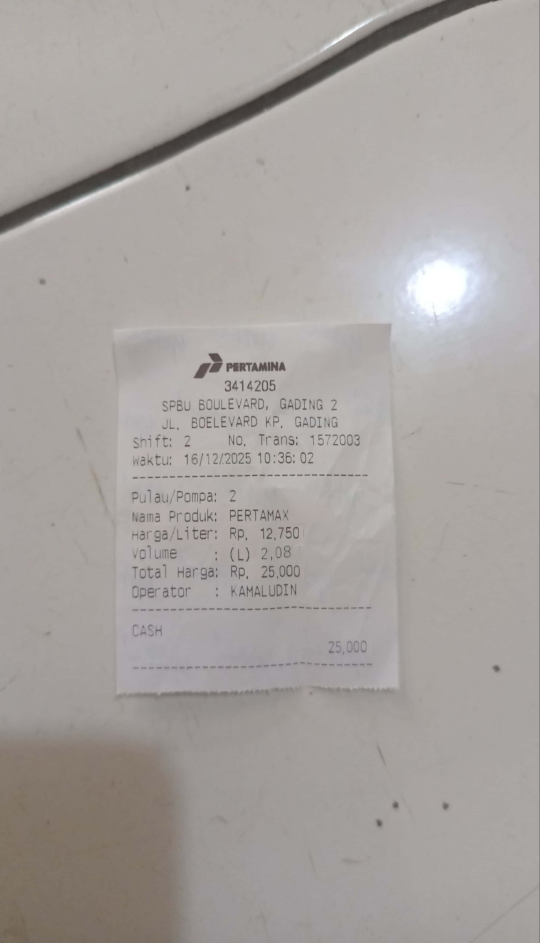 PERTAMINA
3414205
SPBU BOULEVARD, GADING 2
JL. BOELEVARD KP. GADING
Shift: 2 No. Trans: 1572003
Waktu: 16/12/2025 10:36:02
Pulau/Pompa: 2
Nama Produk: PERTAMAX
Harga/Liter: Rp. 12,750
Volume : (L) 2,08
Total Harga: Rp. 25,000
Operator : KAMALUDIN
CASH
25,000